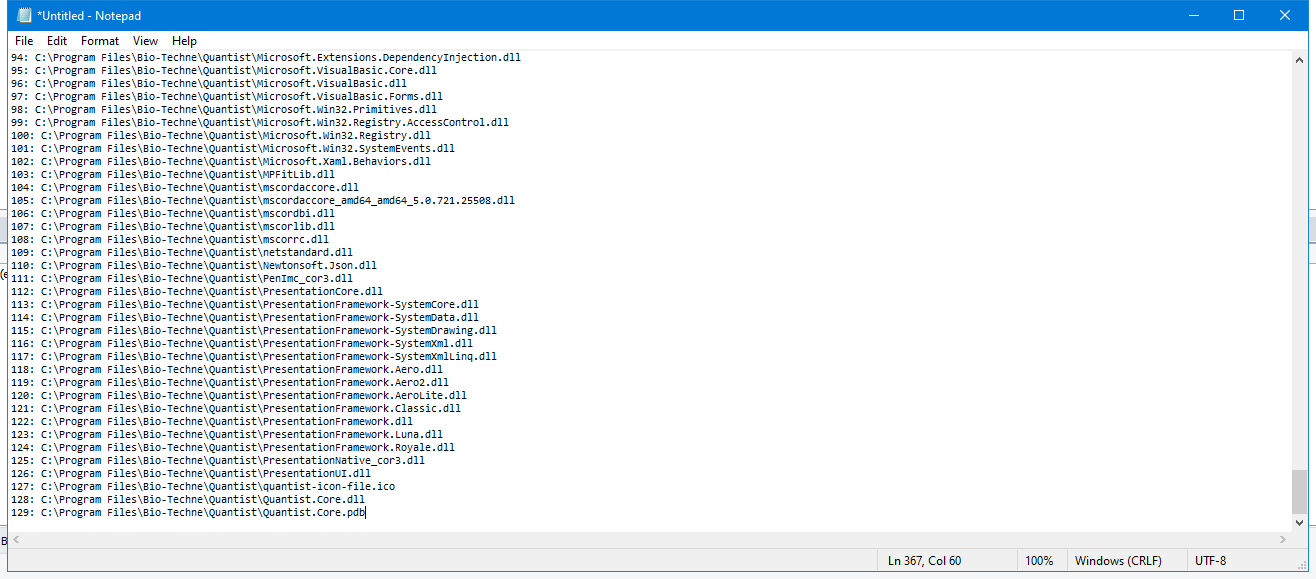 *Untitled - Notepad
File Edit Format View Help
94: C:\Program Files\Bio-Techne\Quantist\Microsoft.Extensions.DependencyInjection.dll
95: C:\Program Files\Bio-Techne\Quantist\Microsoft.VisualBasic.Core.dll
96: C:\Program Files\Bio-Techne\Quantist\Microsoft.VisualBasic.dll
97: C:\Program Files\Bio-Techne\Quantist\Microsoft.VisualBasic.Forms.dll
98: C:\Program Files\Bio-Techne\Quantist\Microsoft.Win32.Primitives.dll
99: C:\Program Files\Bio-Techne\Quantist\Microsoft.Win32.Registry.AccessControl.dll
100: C:\Program Files\Bio-Techne\Quantist\Microsoft.Win32.Registry.dll
101: C:\Program Files\Bio-Techne\Quantist\Microsoft.Win32.SystemEvents.dll
102: C:\Program Files\Bio-Techne\Quantist\Microsoft.Xaml.Behaviors.dll
103: C:\Program Files\Bio-Techne\Quantist\MPFitLib.dll
104: C:\Program Files\Bio-Techne\Quantist\mscordaccore.dll
105: C:\Program Files\Bio-Techne\Quantist\mscordaccore_amd64_amd64_5.0.721.25508.dll
106: C:\Program Files\Bio-Techne\Quantist\mscordbi.dll
107: C:\Program Files\Bio-Techne\Quantist\mscorlib.dll
108: C:\Program Files\Bio-Techne\Quantist\mscorrc.dll
109: C:\Program Files\Bio-Techne\Quantist\netstandard.dll
110: C:\Program Files\Bio-Techne\Quantist\Newtonsoft.Json.dll
111: C:\Program Files\Bio-Techne\Quantist\PenImc_cor3.dll
112: C:\Program Files\Bio-Techne\Quantist\PresentationCore.dll
113: C:\Program Files\Bio-Techne\Quantist\PresentationFramework-SystemCore.dll
114: C:\Program Files\Bio-Techne\Quantist\PresentationFramework-SystemData.dll
115: C:\Program Files\Bio-Techne\Quantist\PresentationFramework-SystemDrawing.dll
116: C:\Program Files\Bio-Techne\Quantist\PresentationFramework-SystemXml.dll
117: C:\Program Files\Bio-Techne\Quantist\PresentationFramework-SystemXmlLinq.dll
118: C:\Program Files\Bio-Techne\Quantist\PresentationFramework.Aero.dll
119: C:\Program Files\Bio-Techne\Quantist\PresentationFramework.Aero2.dll
120: C:\Program Files\Bio-Techne\Quantist\PresentationFramework.AeroLite.dll
121: C:\Program Files\Bio-Techne\Quantist\PresentationFramework.Classic.dll
122: C:\Program Files\Bio-Techne\Quantist\PresentationFramework.dll
123: C:\Program Files\Bio-Techne\Quantist\PresentationFramework.Luna.dll
124: C:\Program Files\Bio-Techne\Quantist\PresentationFramework.Royale.dll
125: C:\Program Files\Bio-Techne\Quantist\PresentationNative_cor3.dll
126: C:\Program Files\Bio-Techne\Quantist\PresentationUI.dll
127: C:\Program Files\Bio-Techne\Quantist\quantist-icon-file.ico
128: C:\Program Files\Bio-Techne\Quantist\Quantist.Core.dll
129: C:\Program Files\Bio-Techne\Quantist\Quantist.Core.pdb
Ln 367, Col 60 100% Windows (CRLF) UTF-8